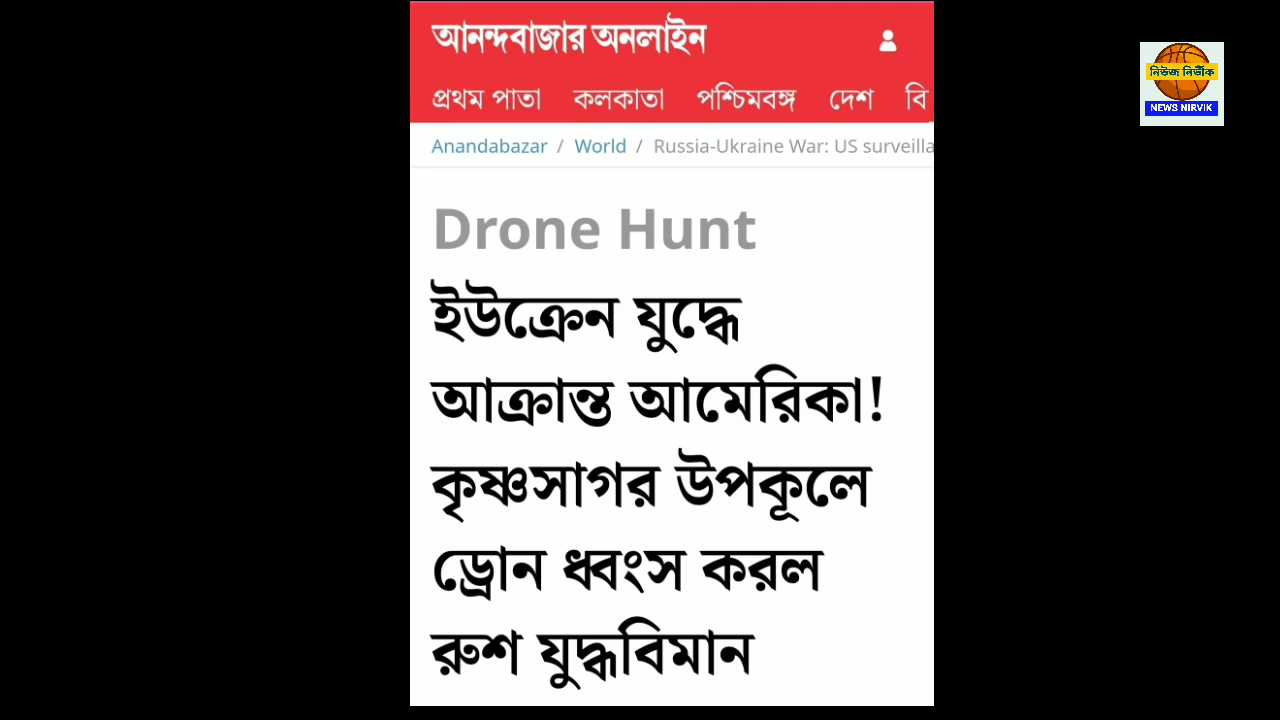 আনন্দবাজার অনলাইন
প্রথম পাতা কলকাতা পশ্চিমবঙ্গ দেশ বি
Anandabazar / World / Russia-Ukraine War: US surveilla
Drone Hunt
ইউক্রেন যুদ্ধে
আক্রান্ত আমেরিকা!
কৃষ্ণসাগর উপকূলে
ড্রোন ধ্বংস করল
রুশ যুদ্ধবিমান
নিউজ নির্ভীক
NEWS NIRVIK